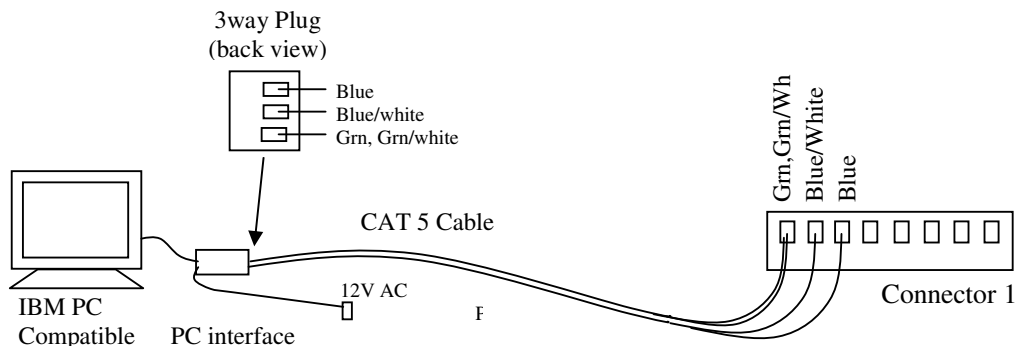 3way Plug
(back view)
Blue
Blue/white
Grn, Grn/white
Grn,Grn/Wh
Blue/White
Blue
CAT 5 Cable
12V AC
IBM PC
Compatible
PC interface
Connector 1